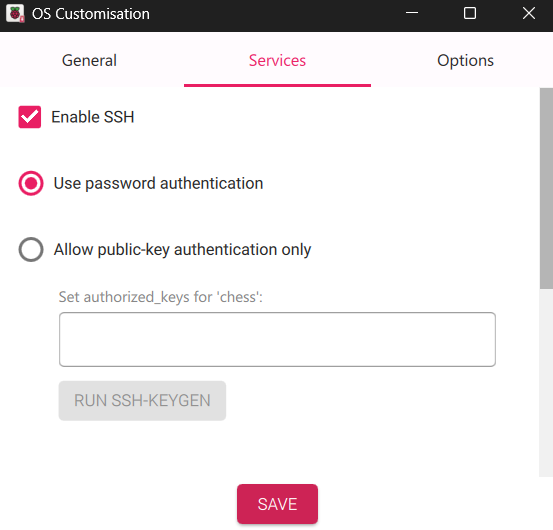 OS Customisation
General
Services
Options
Enable SSH
Use password authentication
Allow public-key authentication only
Set authorized_keys for 'chess':
RUN SSH-KEYGEN
SAVE